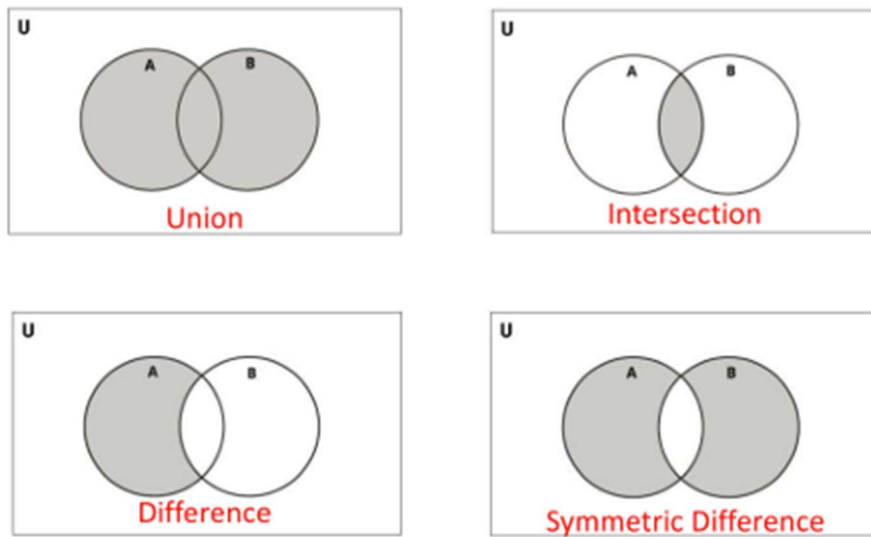 U
A B
Union
U
A B
Intersection
U
A B
Difference
U
A B
Symmetric Difference